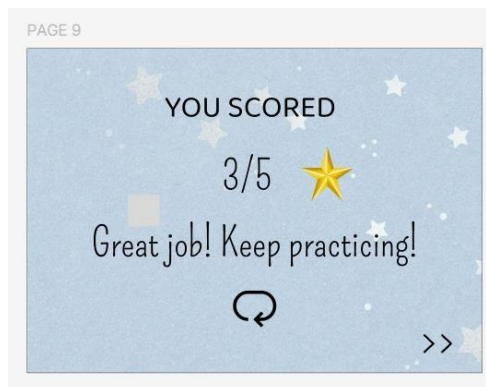 PAGE 9
YOU SCORED
3/5
Great job! Keep practicing!
>>